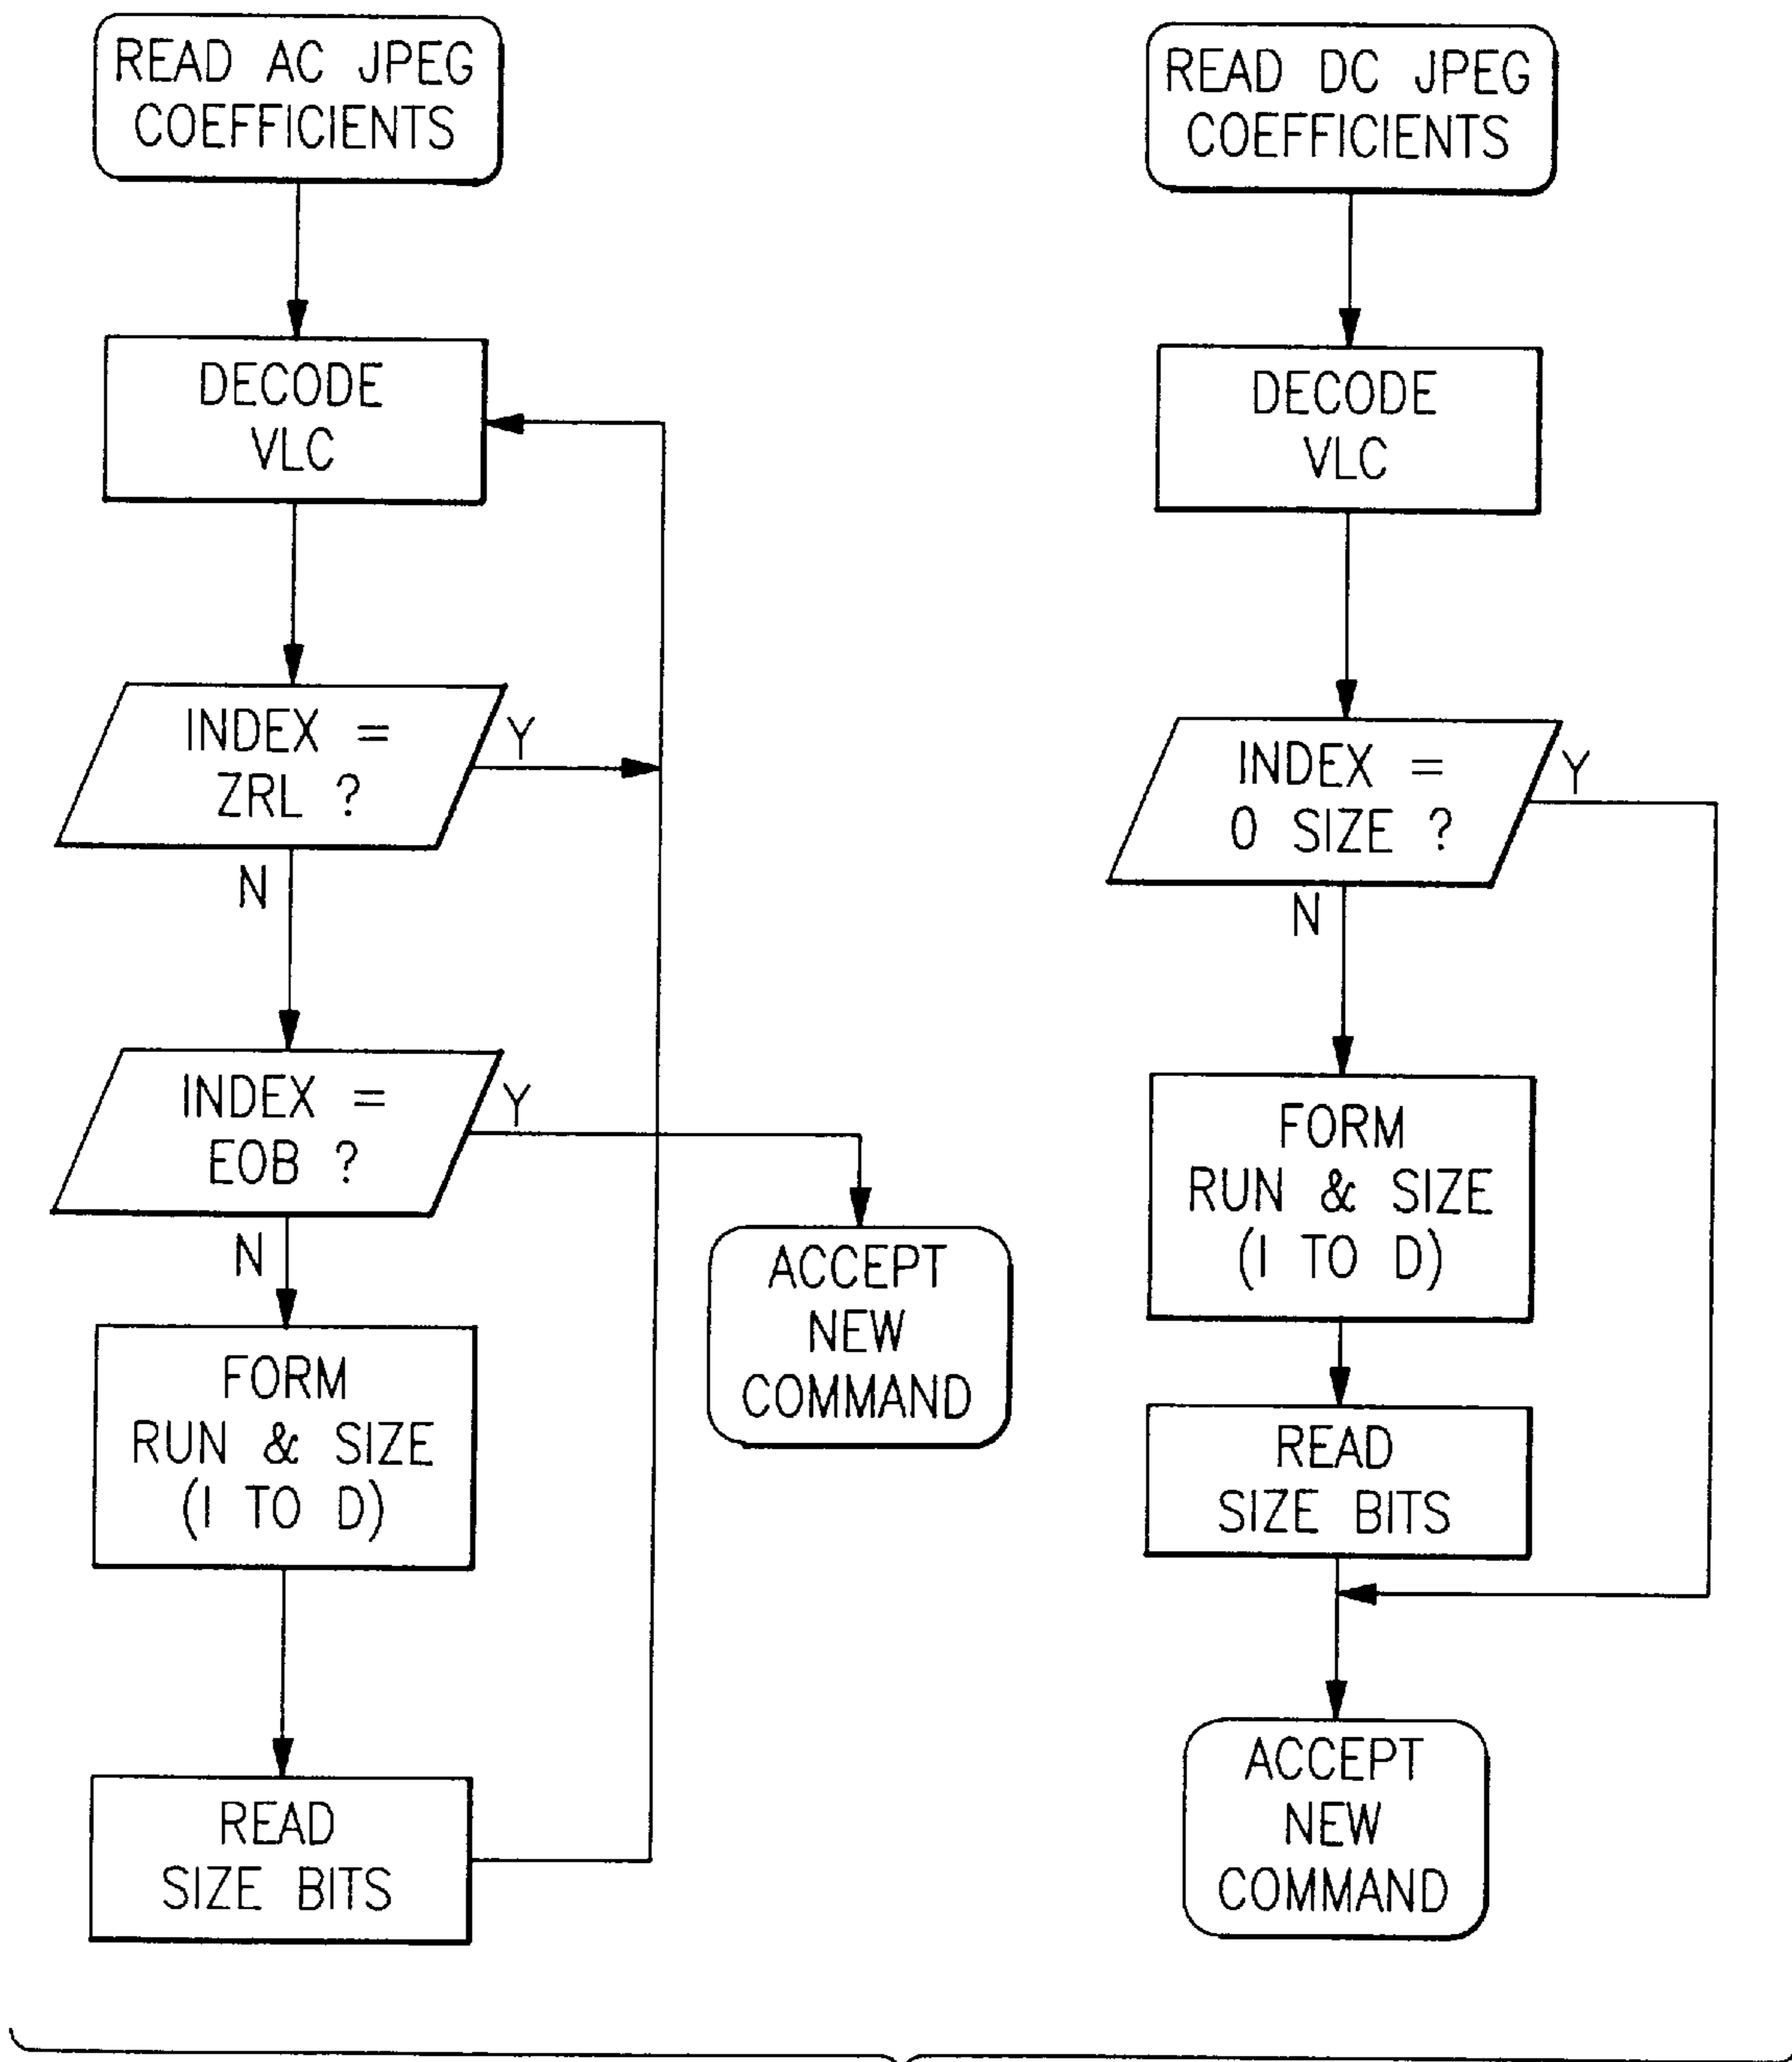 READ AC JPEG
COEFFICIENTS
DECODE
VLC
INDEX =
ZRL ?
Y
N
INDEX =
EOB ?
Y
N
ACCEPT
NEW
COMMAND
FORM
RUN & SIZE
(I TO D)
READ
SIZE BITS
READ DC JPEG
COEFFICIENTS
DECODE
VLC
INDEX =
0 SIZE ?
Y
N
FORM
RUN & SIZE
(I TO D)
READ
SIZE BITS
ACCEPT
NEW
COMMAND